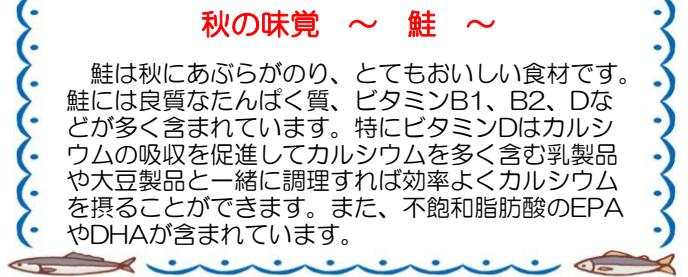 秋の味覚　～　鮭　～
　鮭は秋にあぶらがのり、とてもおいしい食材です。
鮭には良質なたんぱく質、ビタミンB1、B2、Dな
どが多く含まれています。特にビタミンDはカルシ
ウムの吸収を促進してカルシウムを多く含む乳製品
や大豆製品と一緒に調理すれば効率よくカルシウム
を摂ることができます。また、不飽和脂肪酸のEPA
やDHAが含まれています。